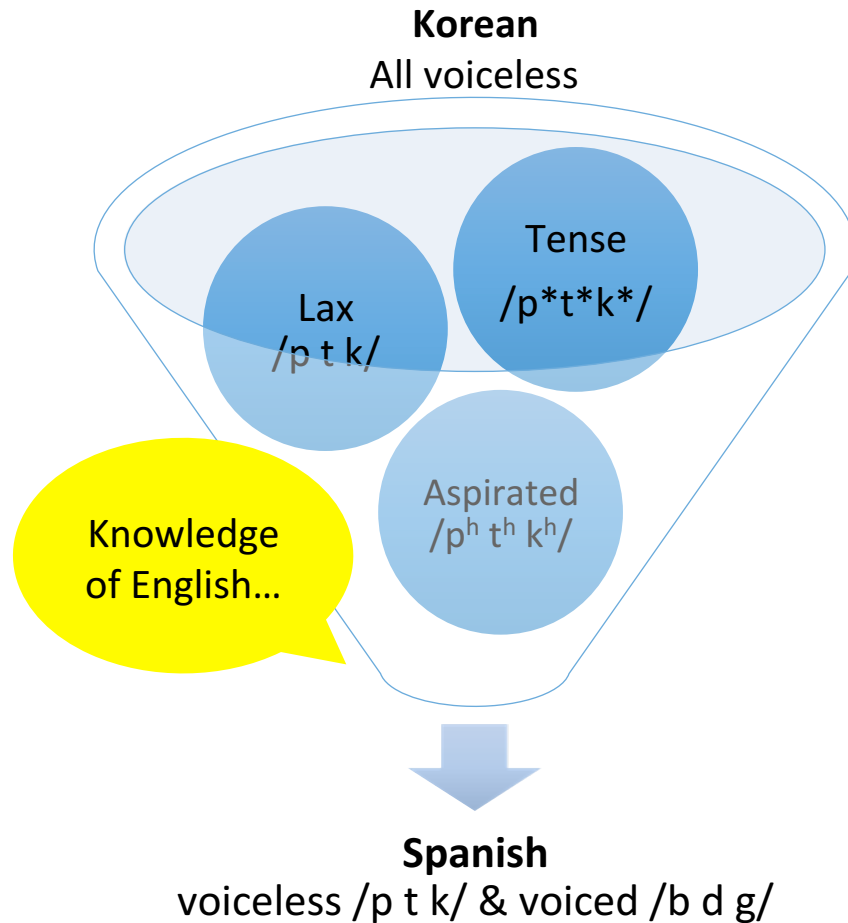 Korean
All voiceless
Tense
/p*t*k*/
Lax
/p t k/
Aspirated
/pʰ tʰ kʰ/
Knowledge
of English…
Spanish
voiceless /p t k/ & voiced /b d g/